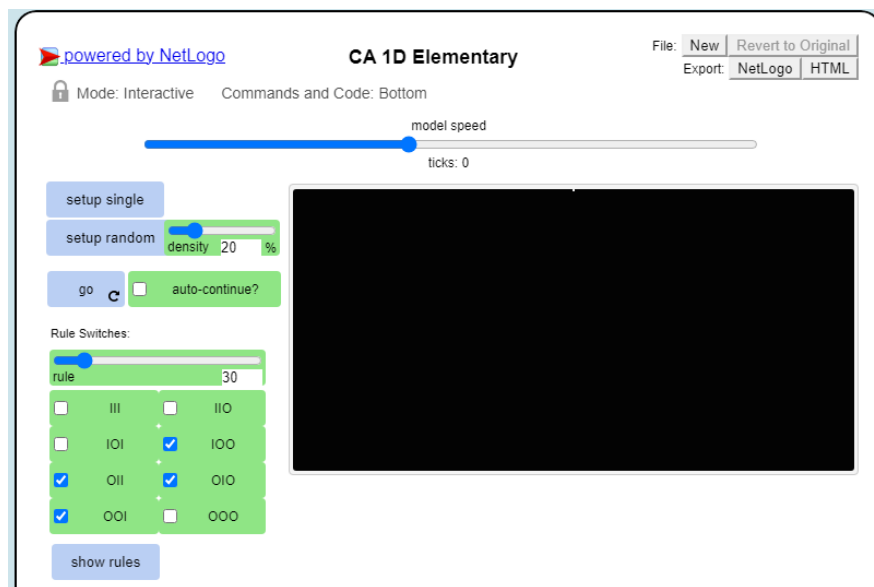 powered by NetLogo
CA 1D Elementary
File: New Revert to Original
Export: NetLogo HTML
Mode: Interactive Commands and Code: Bottom
model speed
ticks: 0
setup single
setup random
density 20 %
go
auto-continue?
Rule Switches:
rule 30
III IIO
IOI IOO
OII OIO
OOI OOO
show rules